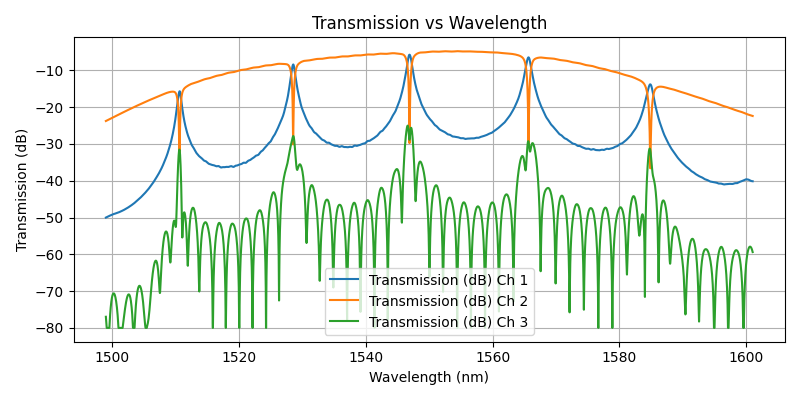 Transmission vs Wavelength
Transmission (dB)
−10
−20
−30
−40
−50
−60
−70
−80
Transmission (dB) Ch 1
Transmission (dB) Ch 2
Transmission (dB) Ch 3
1500 1520 1540 1560 1580 1600
Wavelength (nm)